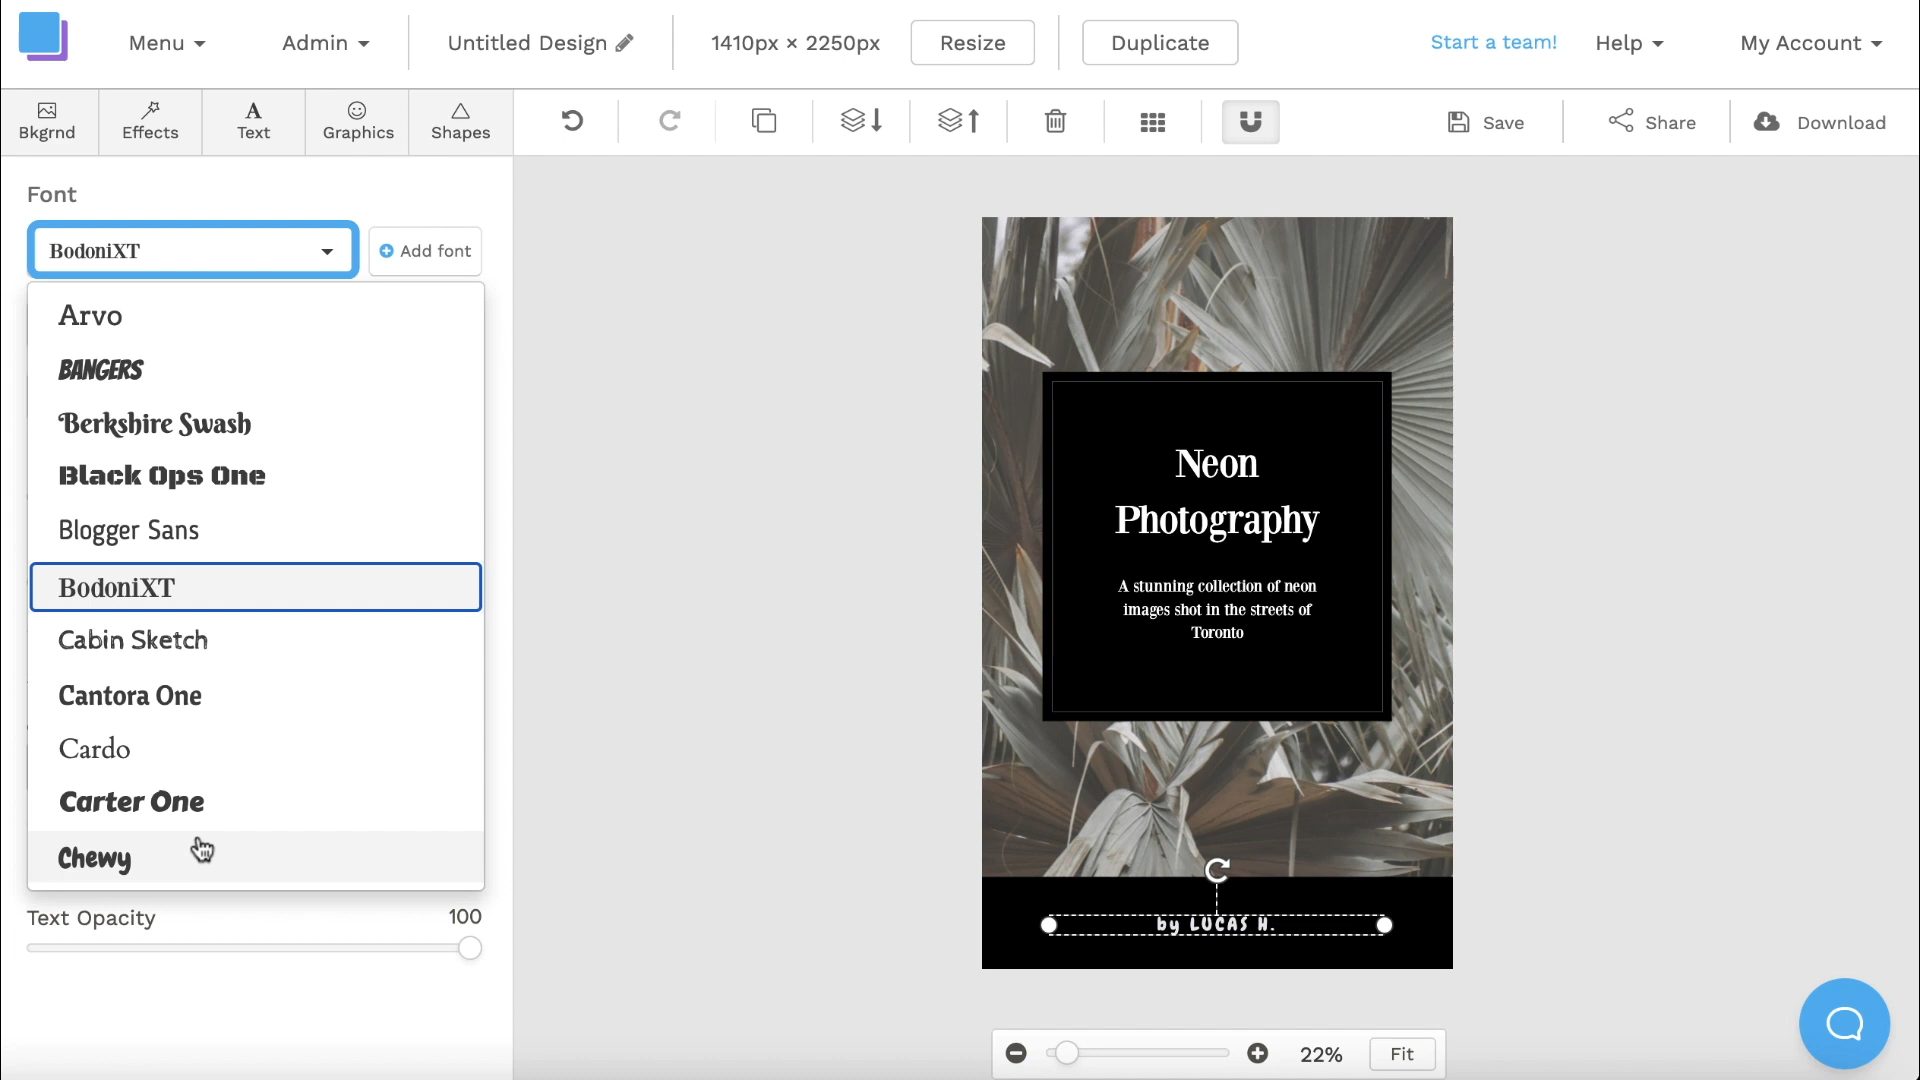 Menu
Admin
Untitled Design
1410px × 2250px
Resize
Duplicate
Start a team!
Help
My Account
Bkgrnd
Effects
Text
Graphics
Shapes
Save
Share
Download
Font
BodoniXT
Add font
Arvo
BANGERS
Berkshire Swash
Black Ops One
Blogger Sans
BodoniXT
Cabin Sketch
Cantora One
Cardo
Carter One
Chewy
Text Opacity
100
Neon
Photography
A stunning collection of neon
images shot in the streets of
Toronto
by LUCAS H.
22%
Fit